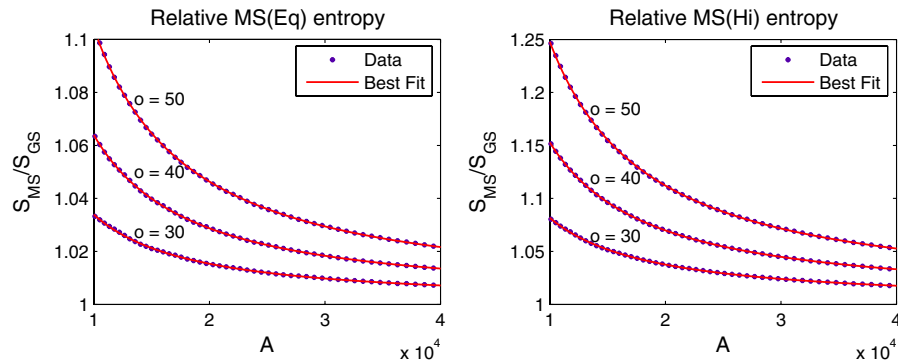 Relative MS(Eq) entropy
1.1
1.08
1.06
1.04
1.02
1
S_MS/S_GS
Data
Best Fit
o = 50
o = 40
o = 30
1
2
3
4
A
x 10^4
Relative MS(Hi) entropy
1.25
1.2
1.15
1.1
1.05
1
S_MS/S_GS
Data
Best Fit
o = 50
o = 40
o = 30
1
2
3
4
A
x 10^4